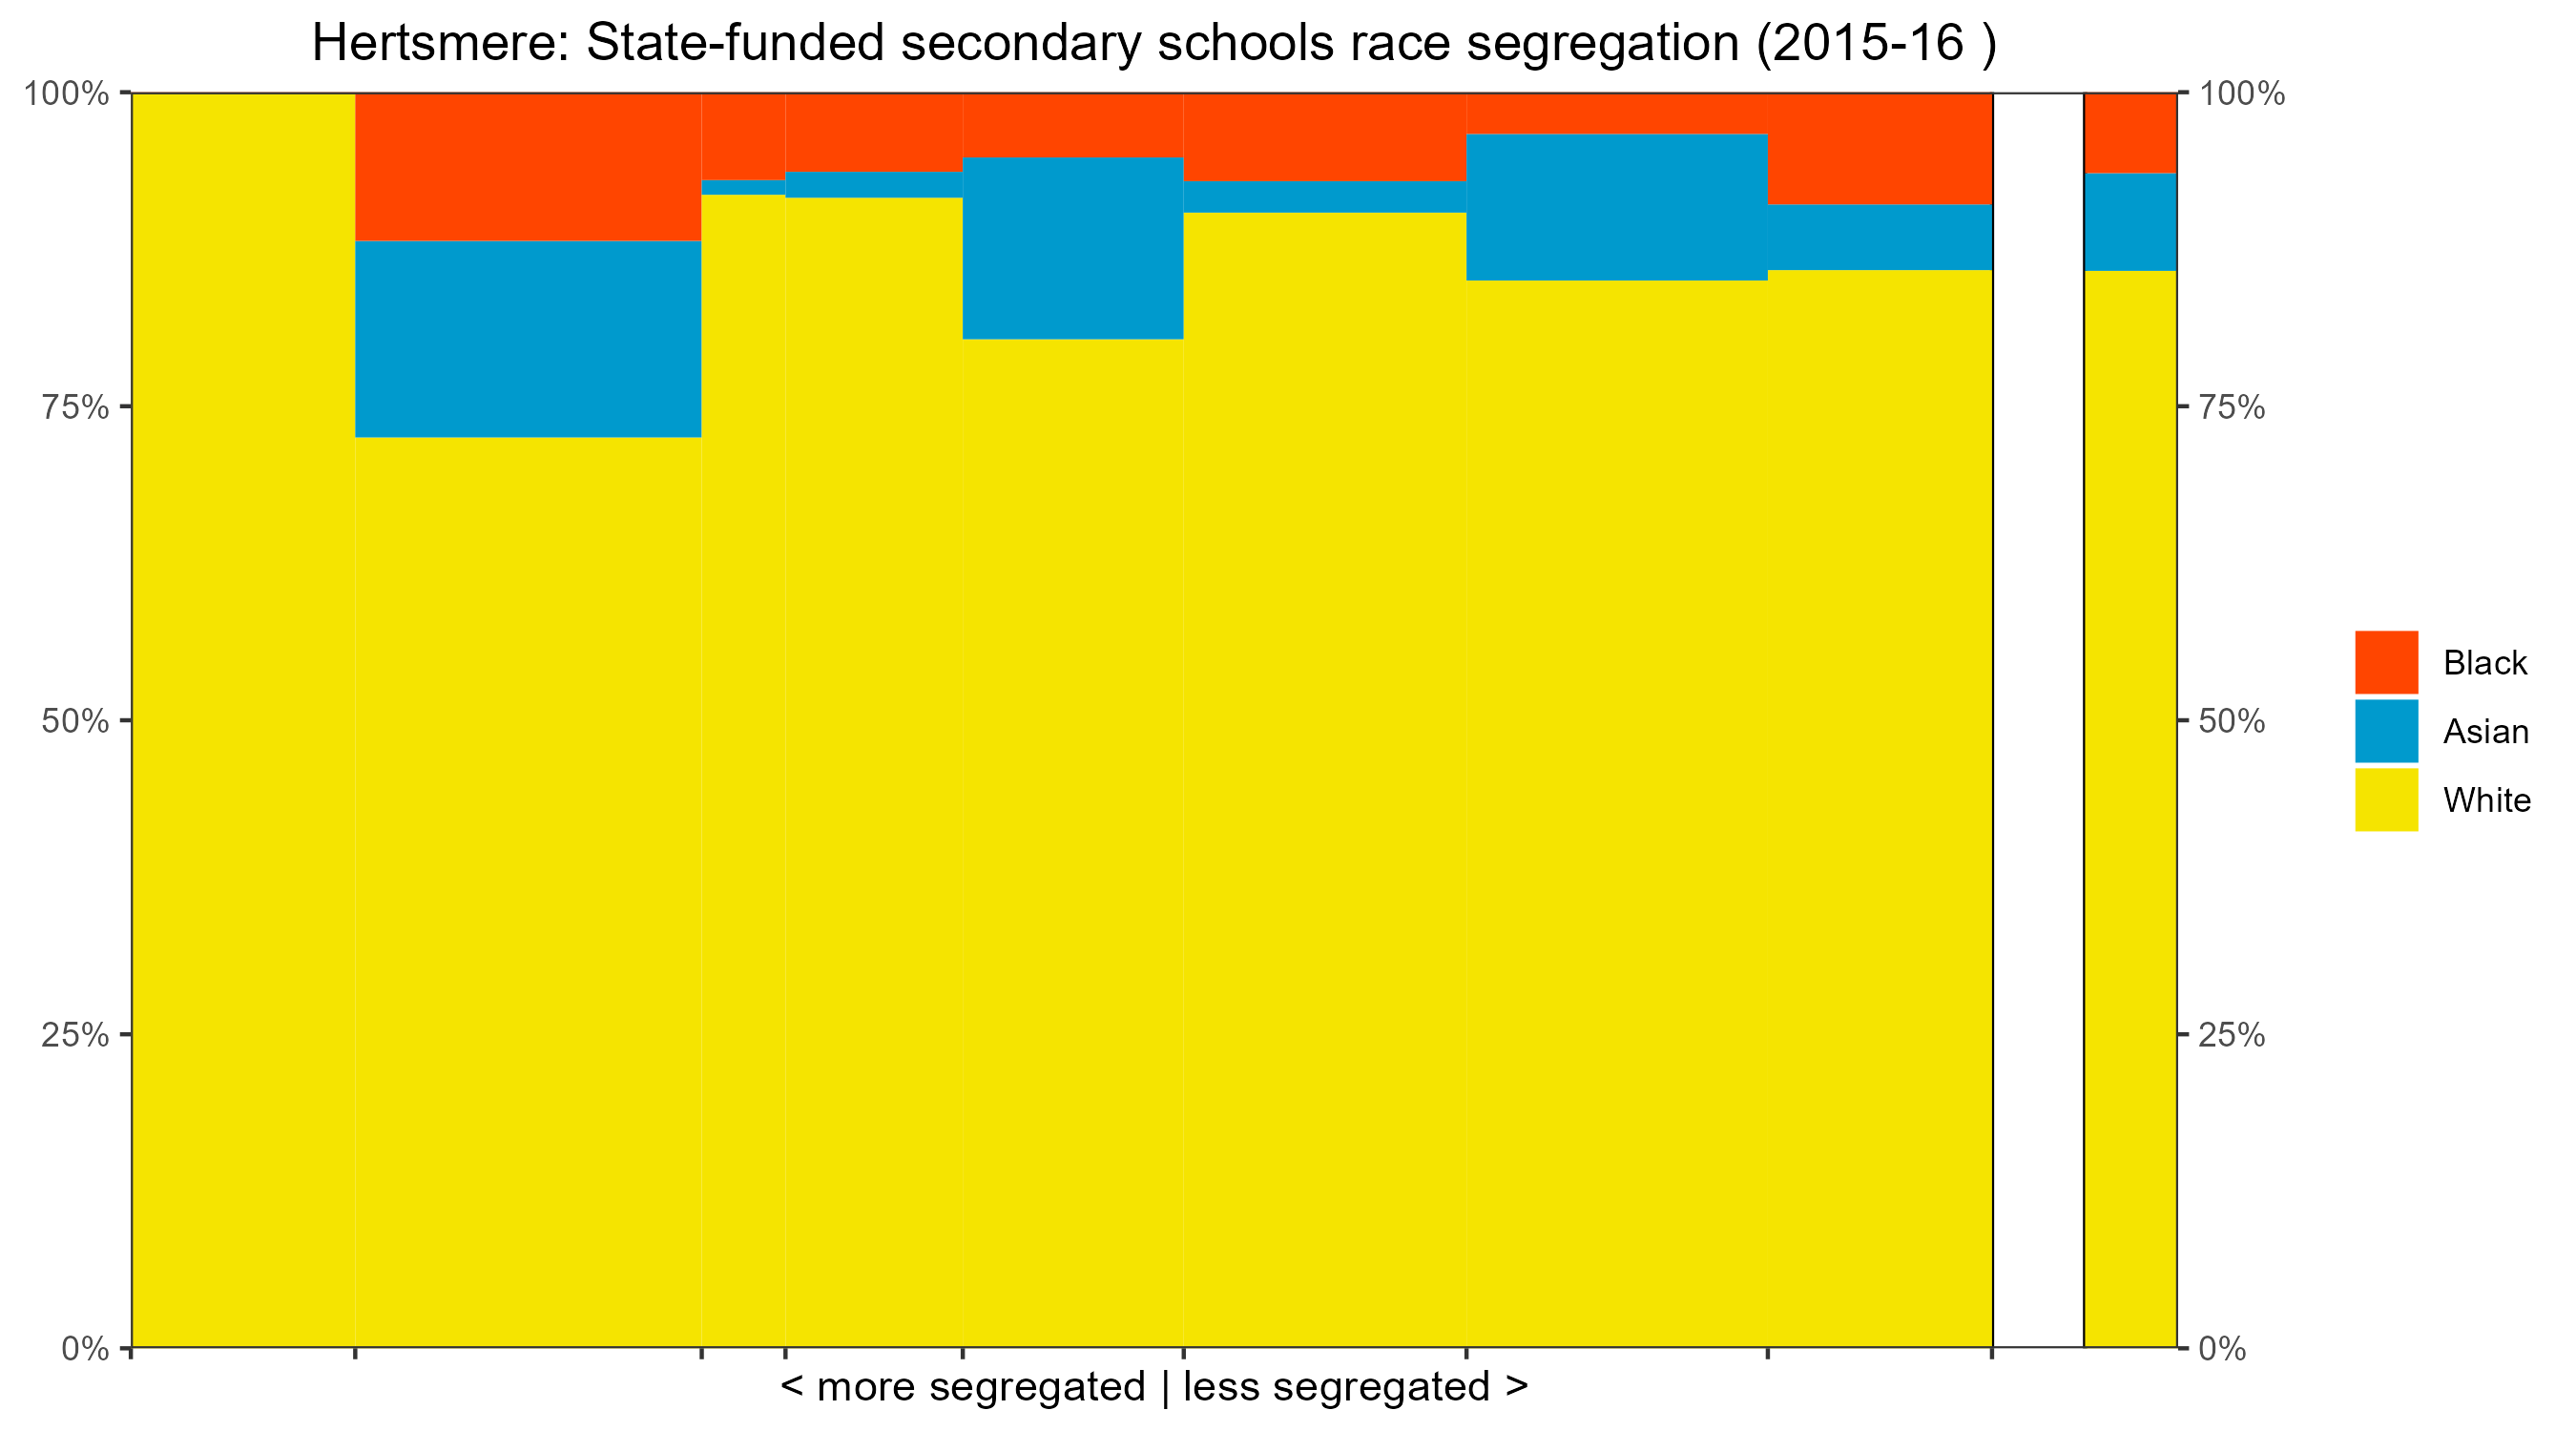 Hertsmere: State-funded secondary schools race segregation (2015-16 )
100%
75%
50%
25%
0%
100%
75%
50%
25%
0%
Black
Asian
White
< more segregated | less segregated >